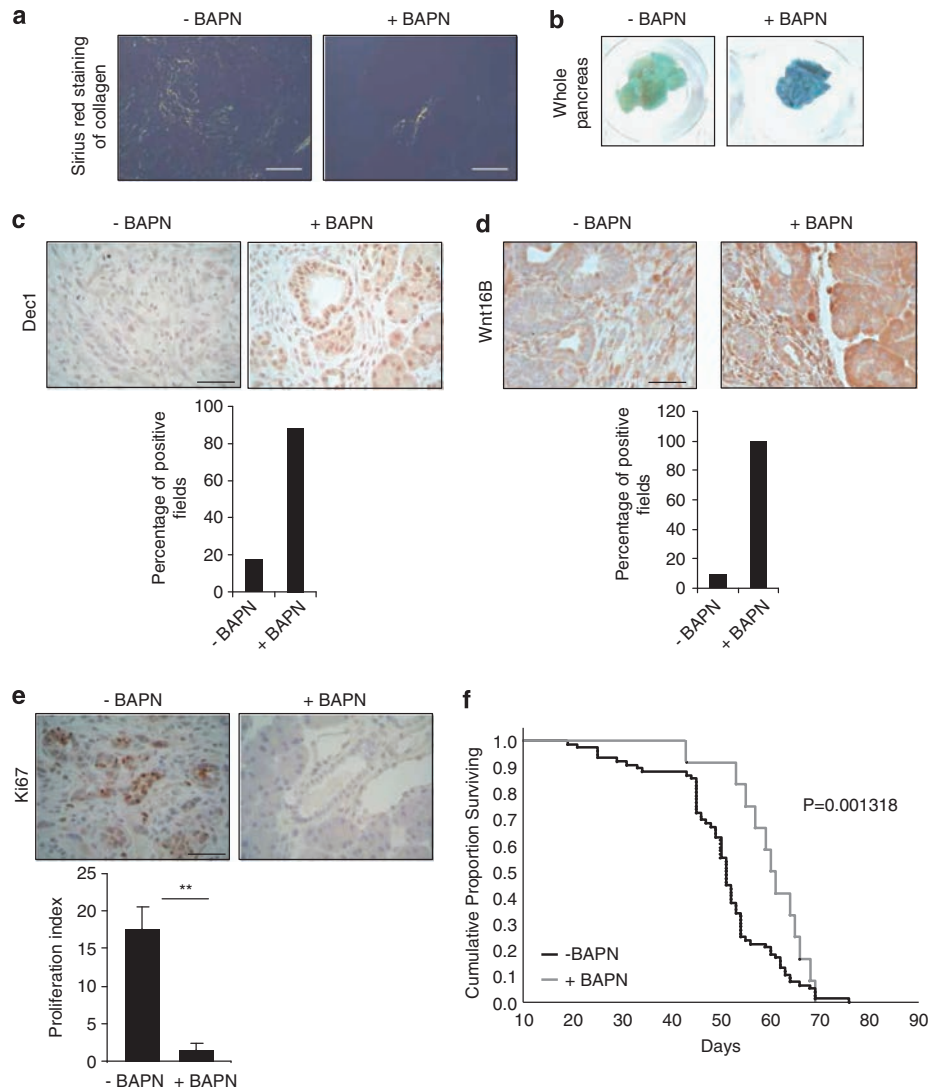 a
- BAPN
+ BAPN
Sirius red staining
of collagen
b
- BAPN
+ BAPN
Whole
pancreas
c
- BAPN
+ BAPN
Dec1
100
80
60
40
20
0
Percentage of positive
fields
- BAPN
+ BAPN
d
- BAPN
+ BAPN
Wnt16B
120
100
80
60
40
20
0
Percentage of positive
fields
- BAPN
+ BAPN
e
- BAPN
+ BAPN
Ki67
25
20
15
10
5
0
Proliferation index
**
- BAPN
+ BAPN
f
1.0
0.9
0.8
0.7
0.6
0.5
0.4
0.3
0.2
0.1
0.0
Cumulative Proportion Surviving
P=0.001318
-BAPN
+ BAPN
10 20 30 40 50 60 70 80 90
Days